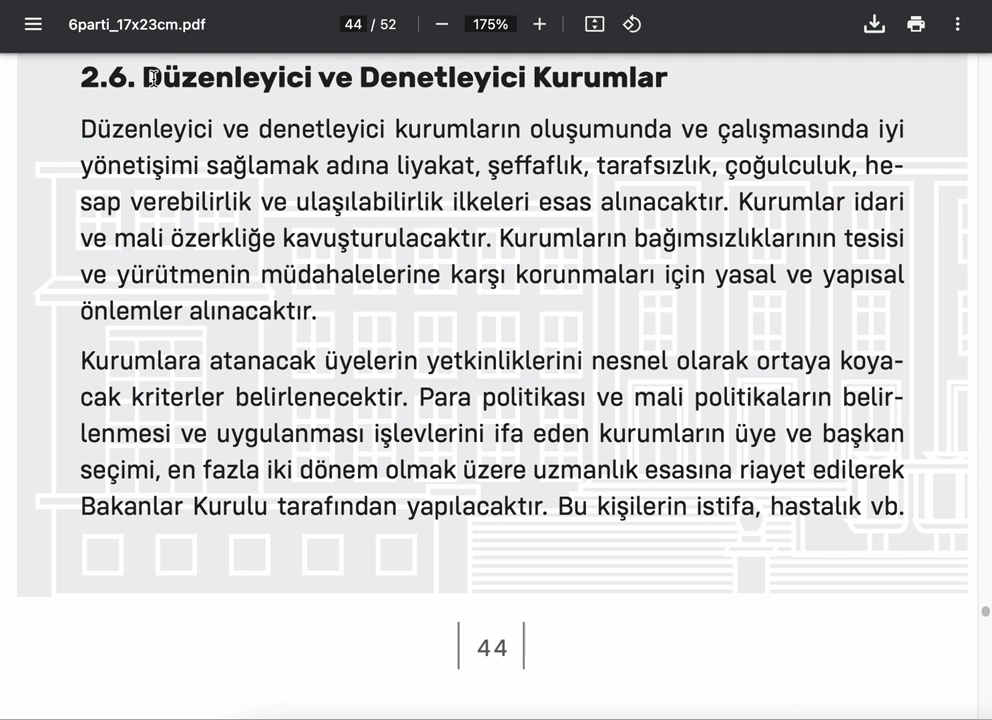 6parti_17x23cm.pdf
44 / 52
175%
2.6. Düzenleyici ve Denetleyici Kurumlar
Düzenleyici ve denetleyici kurumların oluşumunda ve çalışmasında iyi
yönetişimi sağlamak adına liyakat, şeffaflık, tarafsızlık, çoğulculuk, he-
sap verebilirlik ve ulaşılabilirlik ilkeleri esas alınacaktır. Kurumlar idari
ve mali özerkliğe kavuşturulacaktır. Kurumların bağımsızlıklarının tesisi
ve yürütmenin müdahalelerine karşı korunmaları için yasal ve yapısal
önlemler alınacaktır.
Kurumlara atanacak üyelerin yetkinliklerini nesnel olarak ortaya koya-
cak kriterler belirlenecektir. Para politikası ve mali politikaların belir-
lenmesi ve uygulanması işlevlerini ifa eden kurumların üye ve başkan
seçimi, en fazla iki dönem olmak üzere uzmanlık esasına riayet edilerek
Bakanlar Kurulu tarafından yapılacaktır. Bu kişilerin istifa, hastalık vb.
44